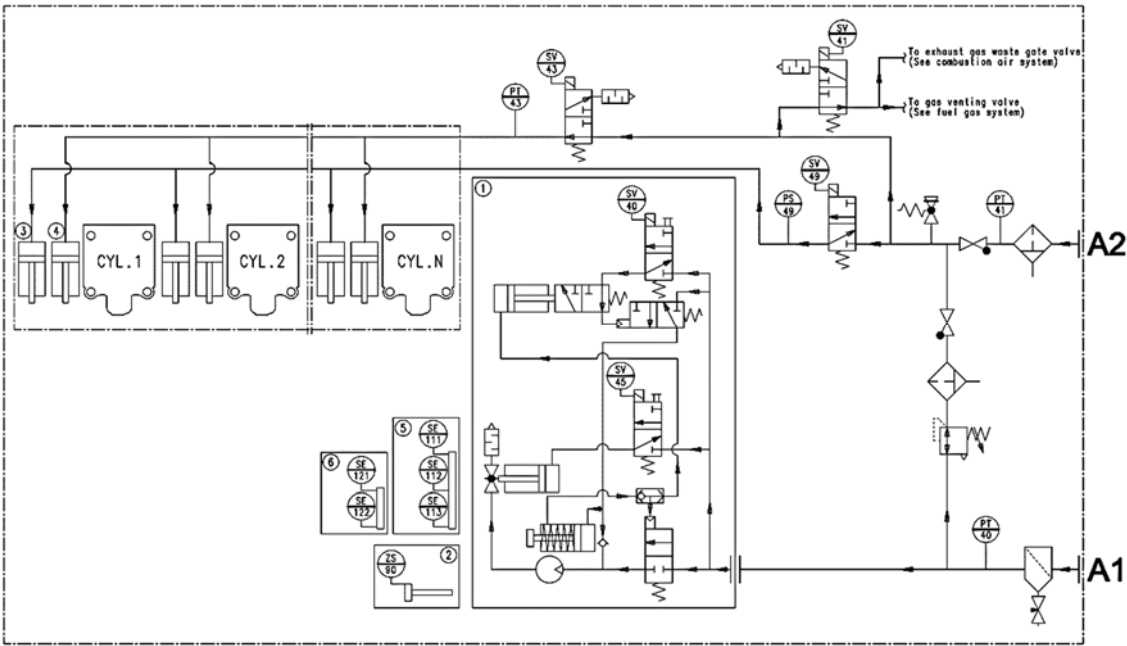 SV
41
To exhaust gas waste gate valve
(See combustion air system)
SV
43
PT
43
To gas venting valve
(See fuel gas system)
1
SV
49
SV
40
PS
49
PT
41
A2
3
4
CYL.1
CYL.2
CYL.N
SV
45
5
SE
111
6
SE
121
SE
112
SE
122
SE
113
PT
40
2
ZS
90
A1